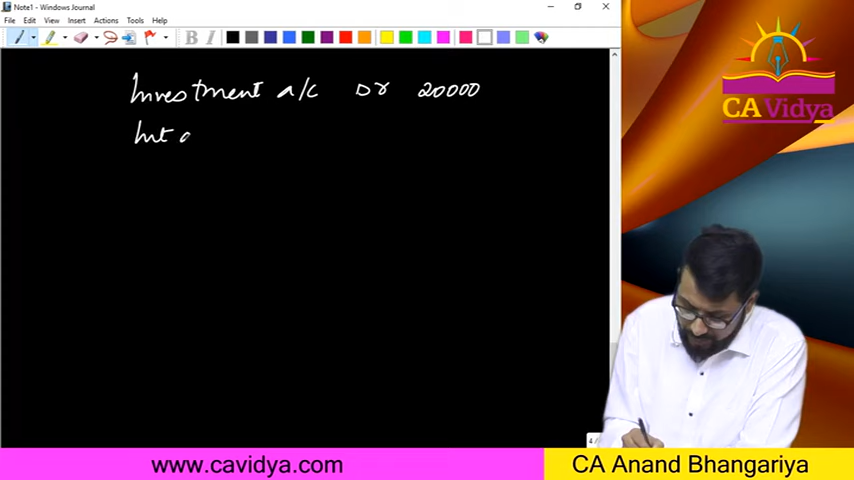 Note1 - Windows Journal
File Edit View Insert Actions Tools Help
B I
Investment a/c Dr 20000
Int a
CA Vidya
4 /
www.cavidya.com
CA Anand Bhangariya